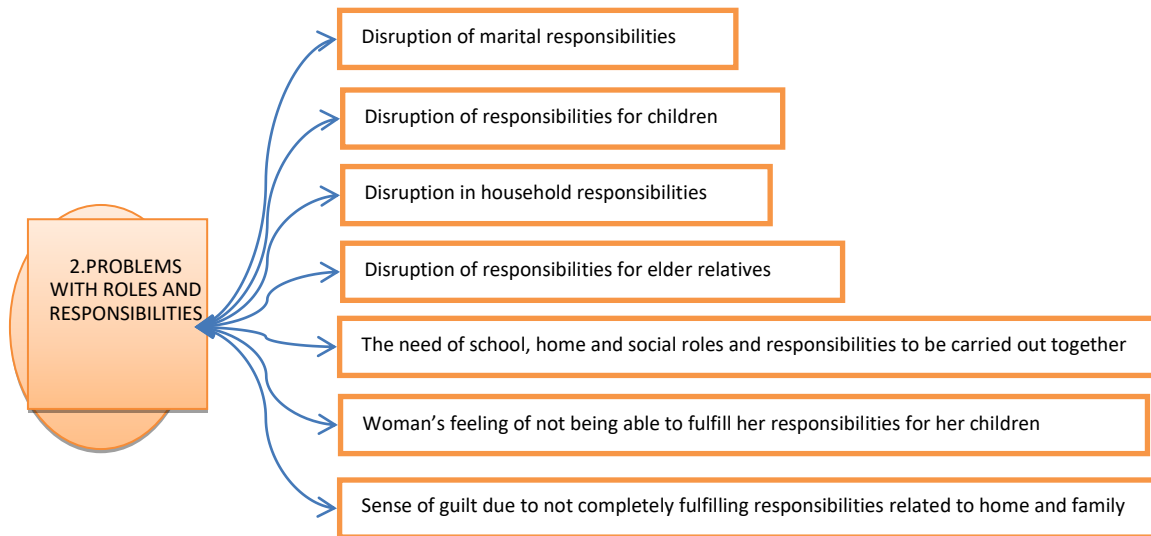 Disruption of marital responsibilities
Disruption of responsibilities for children
Disruption in household responsibilities
2.PROBLEMS
WITH ROLES AND
RESPONSIBILITIES
Disruption of responsibilities for elder relatives
The need of school, home and social roles and responsibilities to be carried out together
Woman’s feeling of not being able to fulfill her responsibilities for her children
Sense of guilt due to not completely fulfilling responsibilities related to home and family